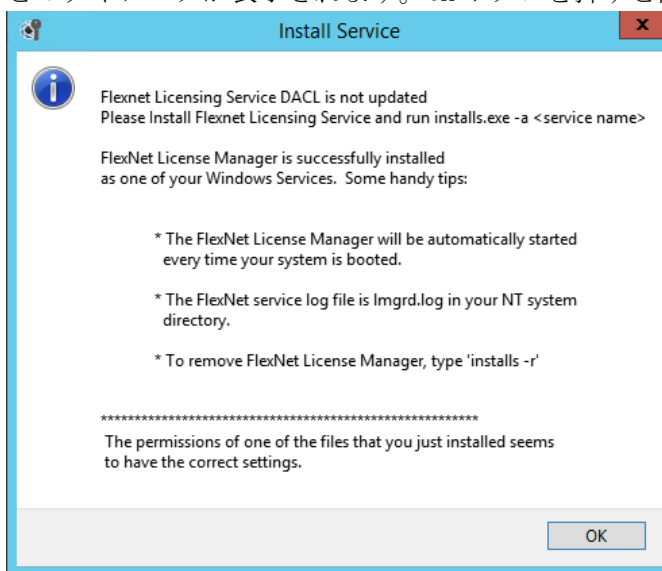 Install Service
x
Flexnet Licensing Service DACL is not updated
Please Install Flexnet Licensing Service and run installs.exe -a <service name>
FlexNet License Manager is successfully installed
as one of your Windows Services.  Some handy tips:
* The FlexNet License Manager will be automatically started
every time your system is booted.
* The FlexNet service log file is lmgrd.log in your NT system
directory.
* To remove FlexNet License Manager, type 'installs -r'
********************************************************
The permissions of one of the files that you just installed seems
to have the correct settings.
OK